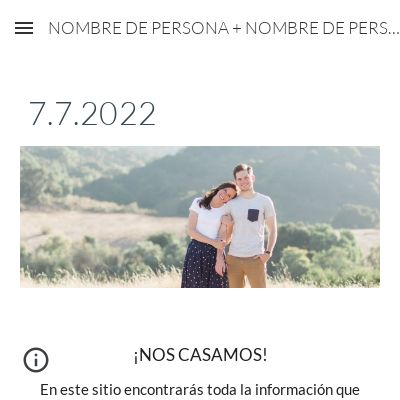 NOMBRE DE PERSONA + NOMBRE DE PERS...
7.7.2022
¡NOS CASAMOS!
En este sitio encontrarás toda la información que